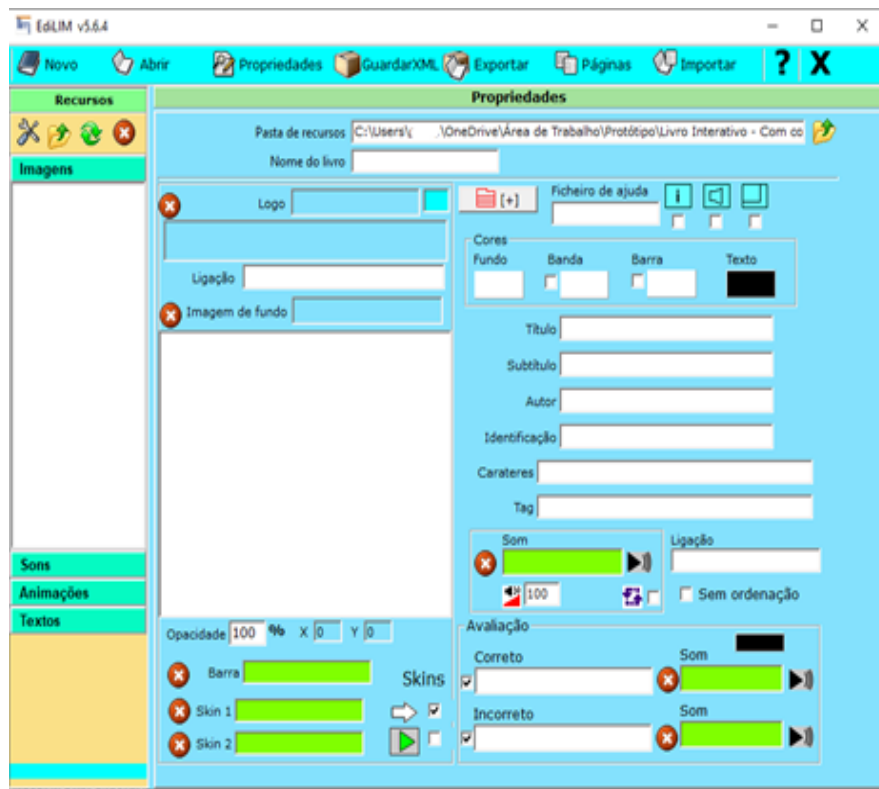 EdiLIM v5.6.4
Novo Abrir Propriedades GuardarXML Exportar Páginas Importar ? X
Recursos
Propriedades
Pasta de recursos C:\Users\ \OneDrive\Área de Trabalho\Protótipo\Livro Interativo - Com co
Nome do livro
Imagens
Logo
Ligação
Imagem de fundo
[+] Ficheiro de ajuda i
Cores
Fundo Banda Barra Texto
Título
Subtítulo
Autor
Identificação
Carateres
Tag
Som Ligação
100 Sem ordenação
Sons
Animações
Textos
Opacidade 100 % X 0 Y 0
Barra Skins
Skin 1
Skin 2
Avaliação
Correto Som
Incorreto Som